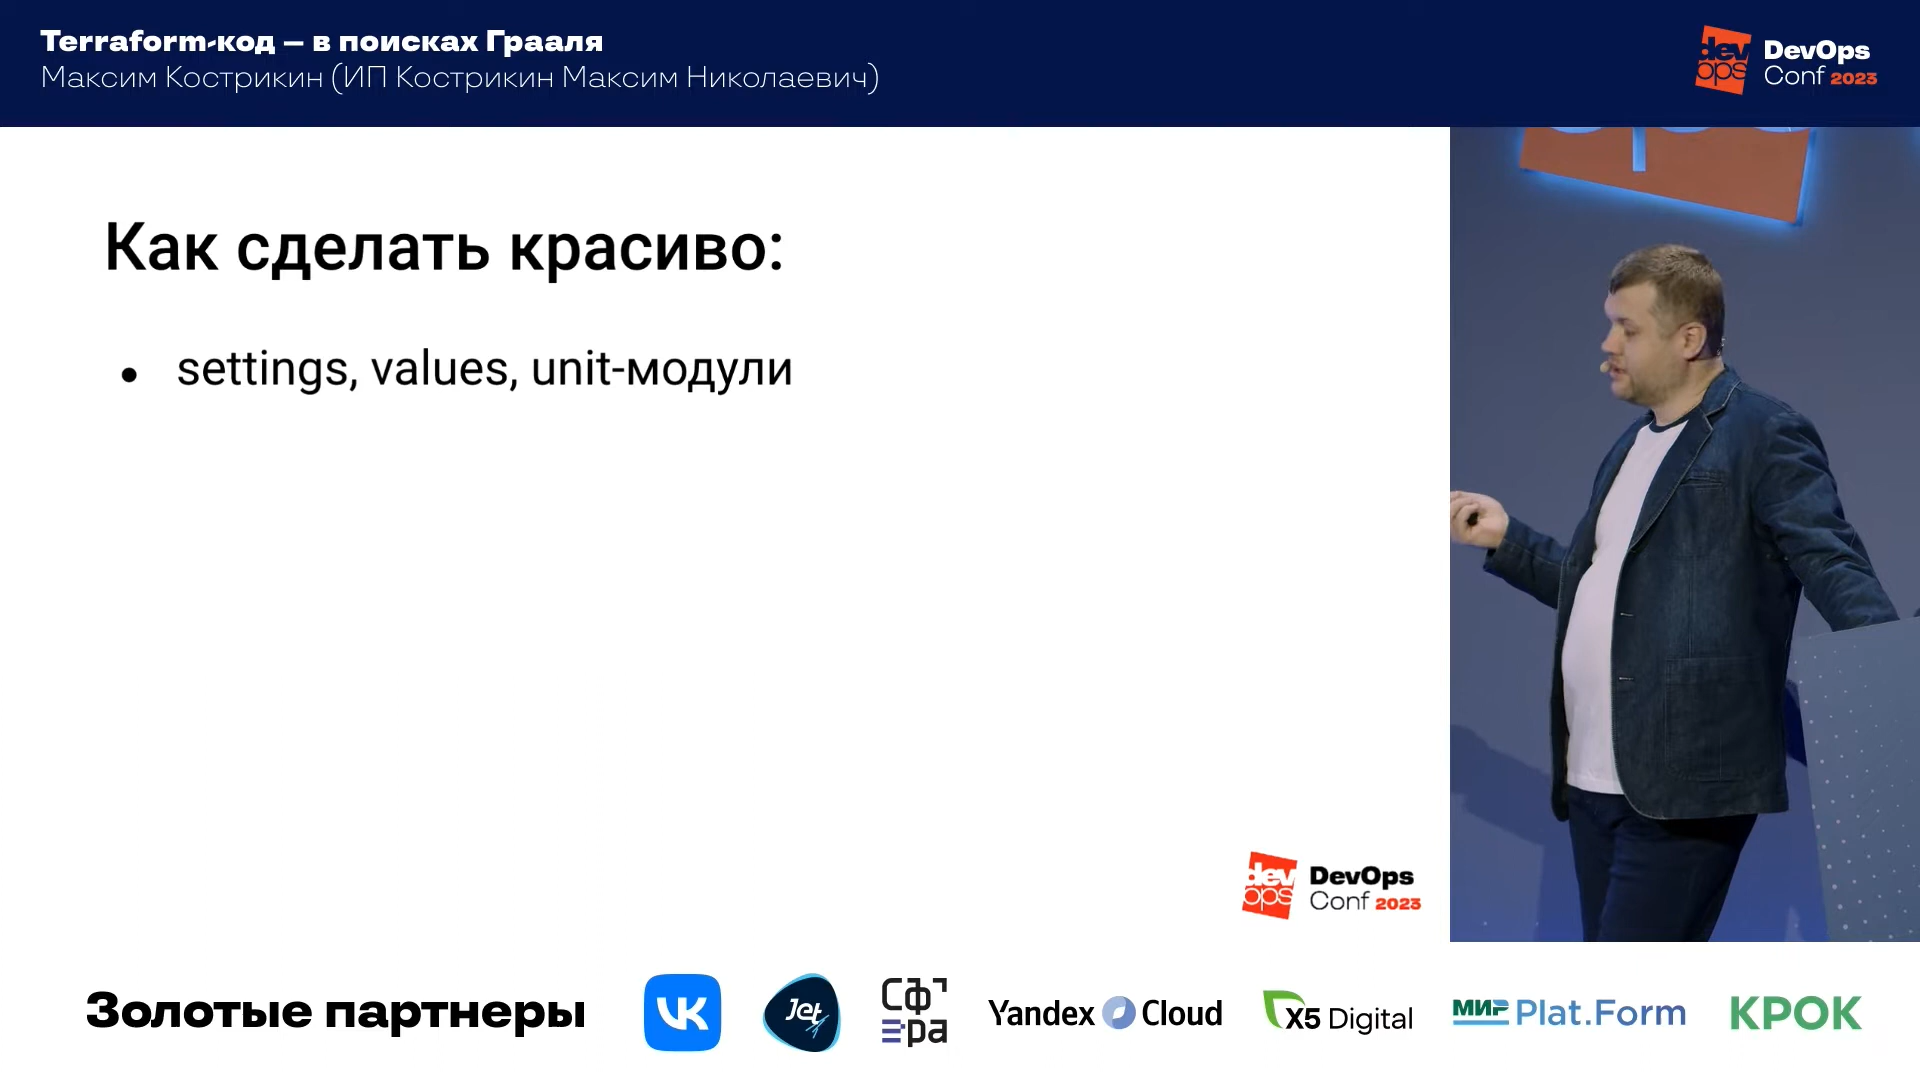 Terraform-код – в поисках Грааля
Максим Кострикин (ИП Кострикин Максим Николаевич)
dev
ops
DevOps
Conf 2023
Как сделать красиво:
● settings, values, unit-модули
dev
ops
DevOps
Conf 2023
Золотые партнеры
VK
Jet
Сфера
Yandex Cloud
X5 Digital
МИР Plat.Form
КРОК